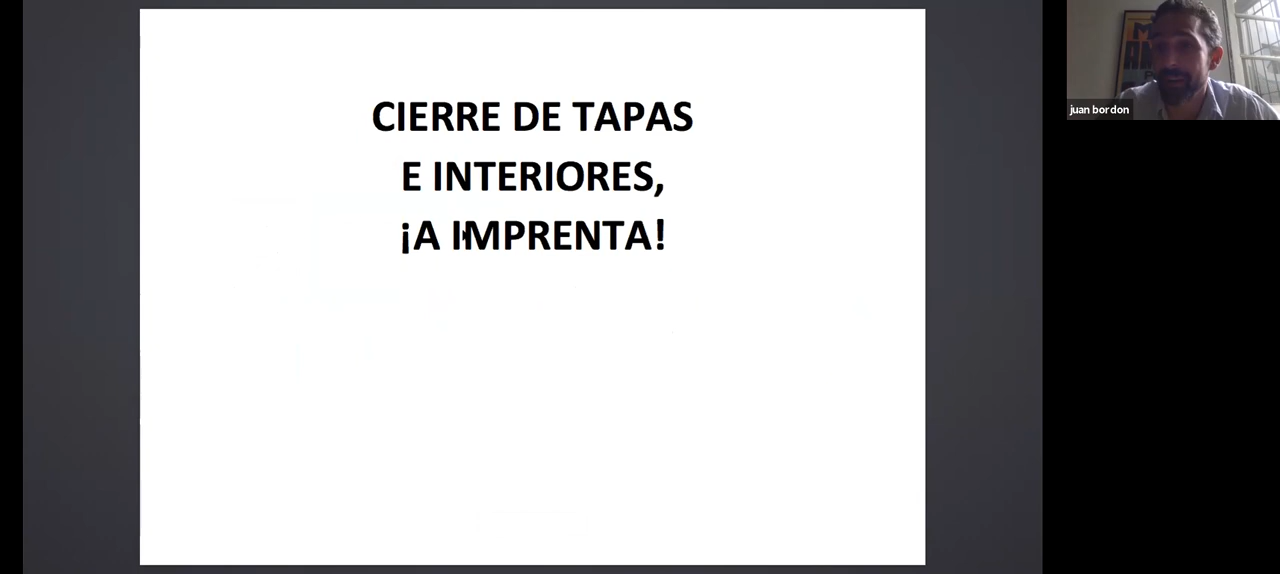 CIERRE DE TAPAS
E INTERIORES,
¡A IMPRENTA!
juan bordon